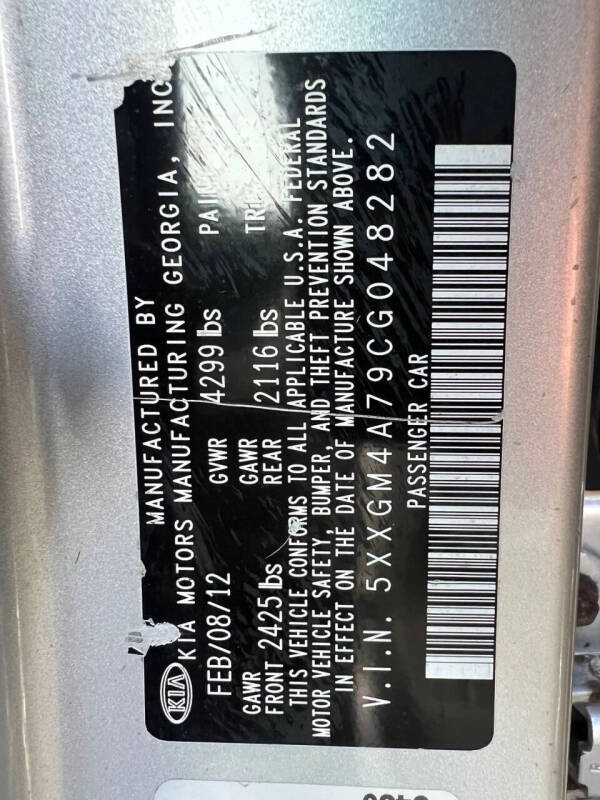 KIA
MANUFACTURED BY
KIA MOTORS MANUFACTURING GEORGIA, INC
FEB/08/12 GVWR 4299 lbs
GAWR FRONT 2425 lbs GAWR REAR 2116 lbs
THIS VEHICLE CONFORMS TO ALL APPLICABLE U.S.A. FEDERAL
MOTOR VEHICLE SAFETY, BUMPER, AND THEFT PREVENTION STANDARDS
IN EFFECT ON THE DATE OF MANUFACTURE SHOWN ABOVE.
V.I.N. 5XXGM4A79CG048282
PASSENGER CAR